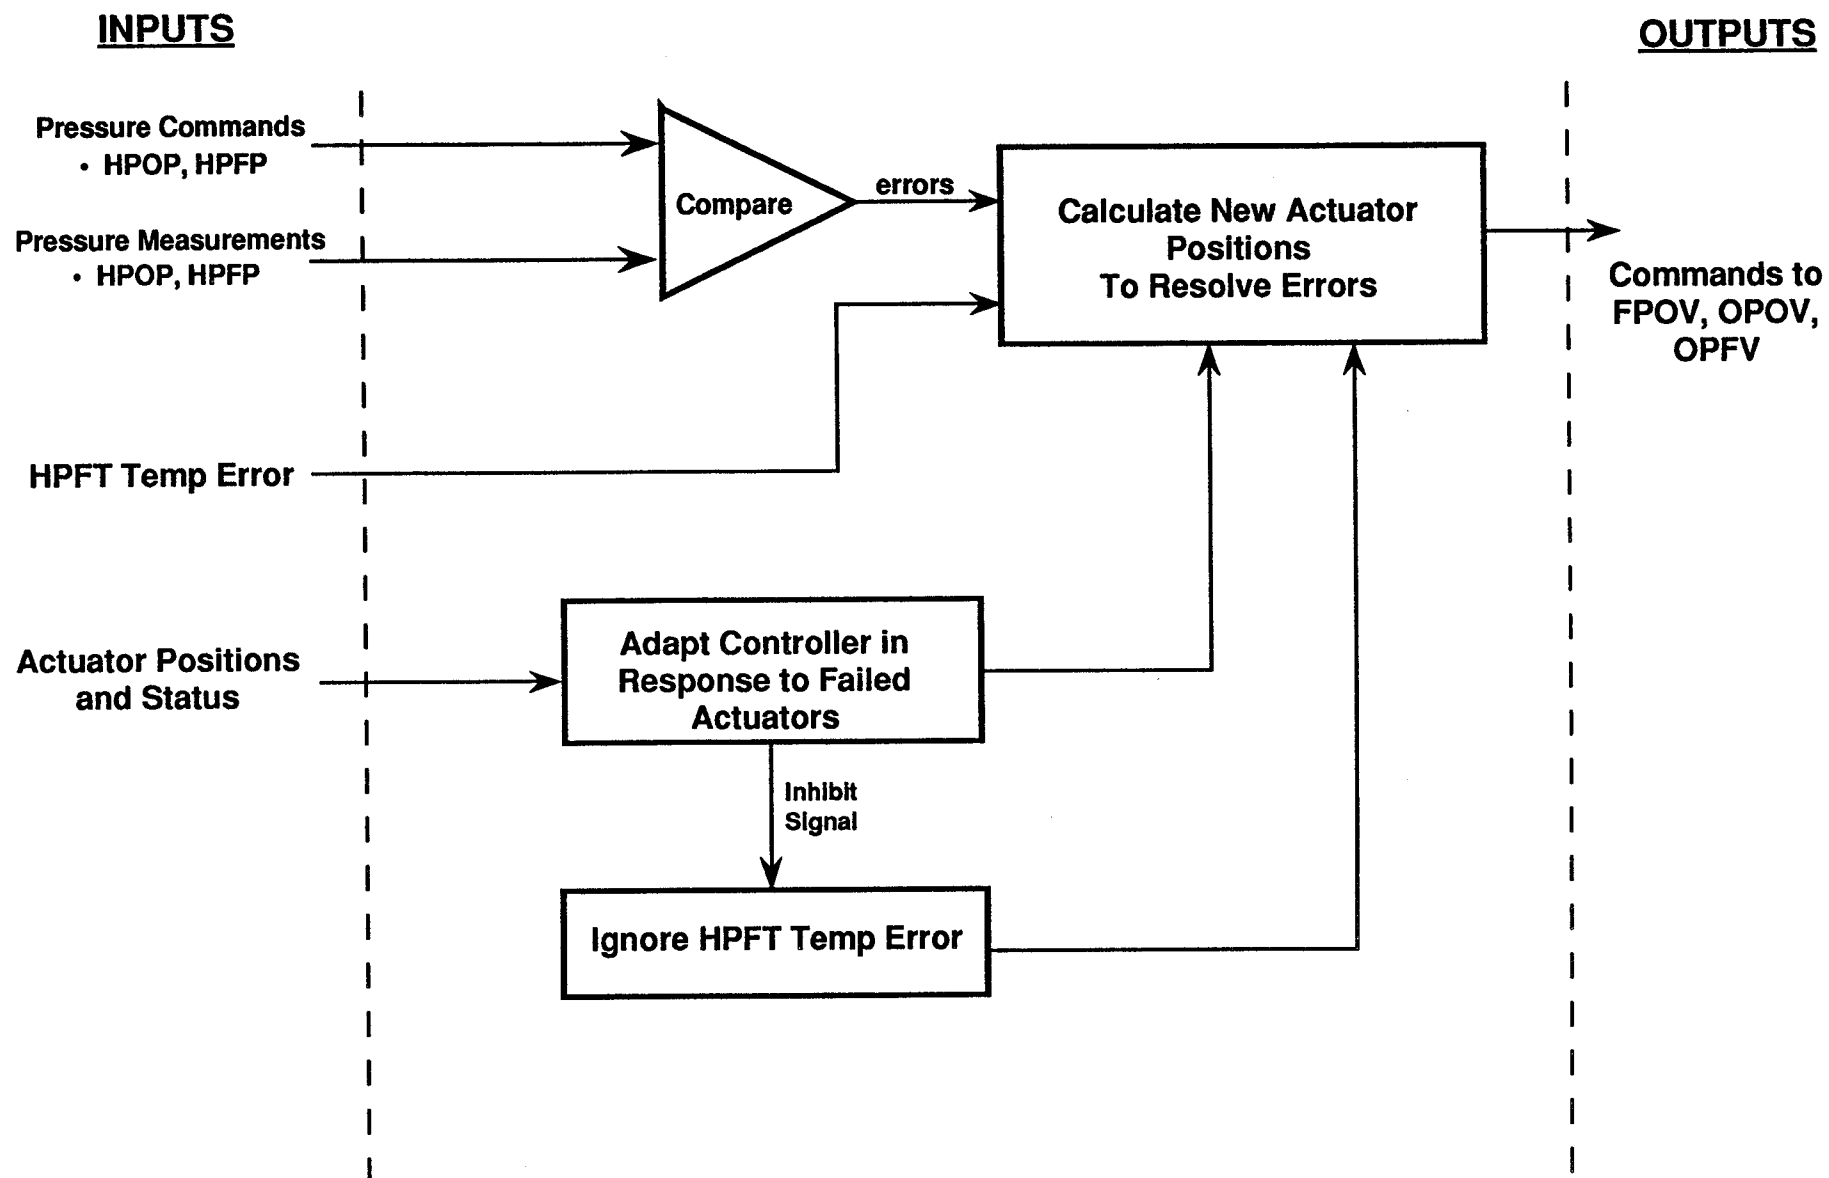 INPUTS
OUTPUTS
Pressure Commands
• HPOP, HPFP
Pressure Measurements
• HPOP, HPFP
Compare
errors
Calculate New Actuator
Positions
To Resolve Errors
Commands to
FPOV, OPOV,
OPFV
HPFT Temp Error
Actuator Positions
and Status
Adapt Controller in
Response to Failed
Actuators
Inhibit
Signal
Ignore HPFT Temp Error